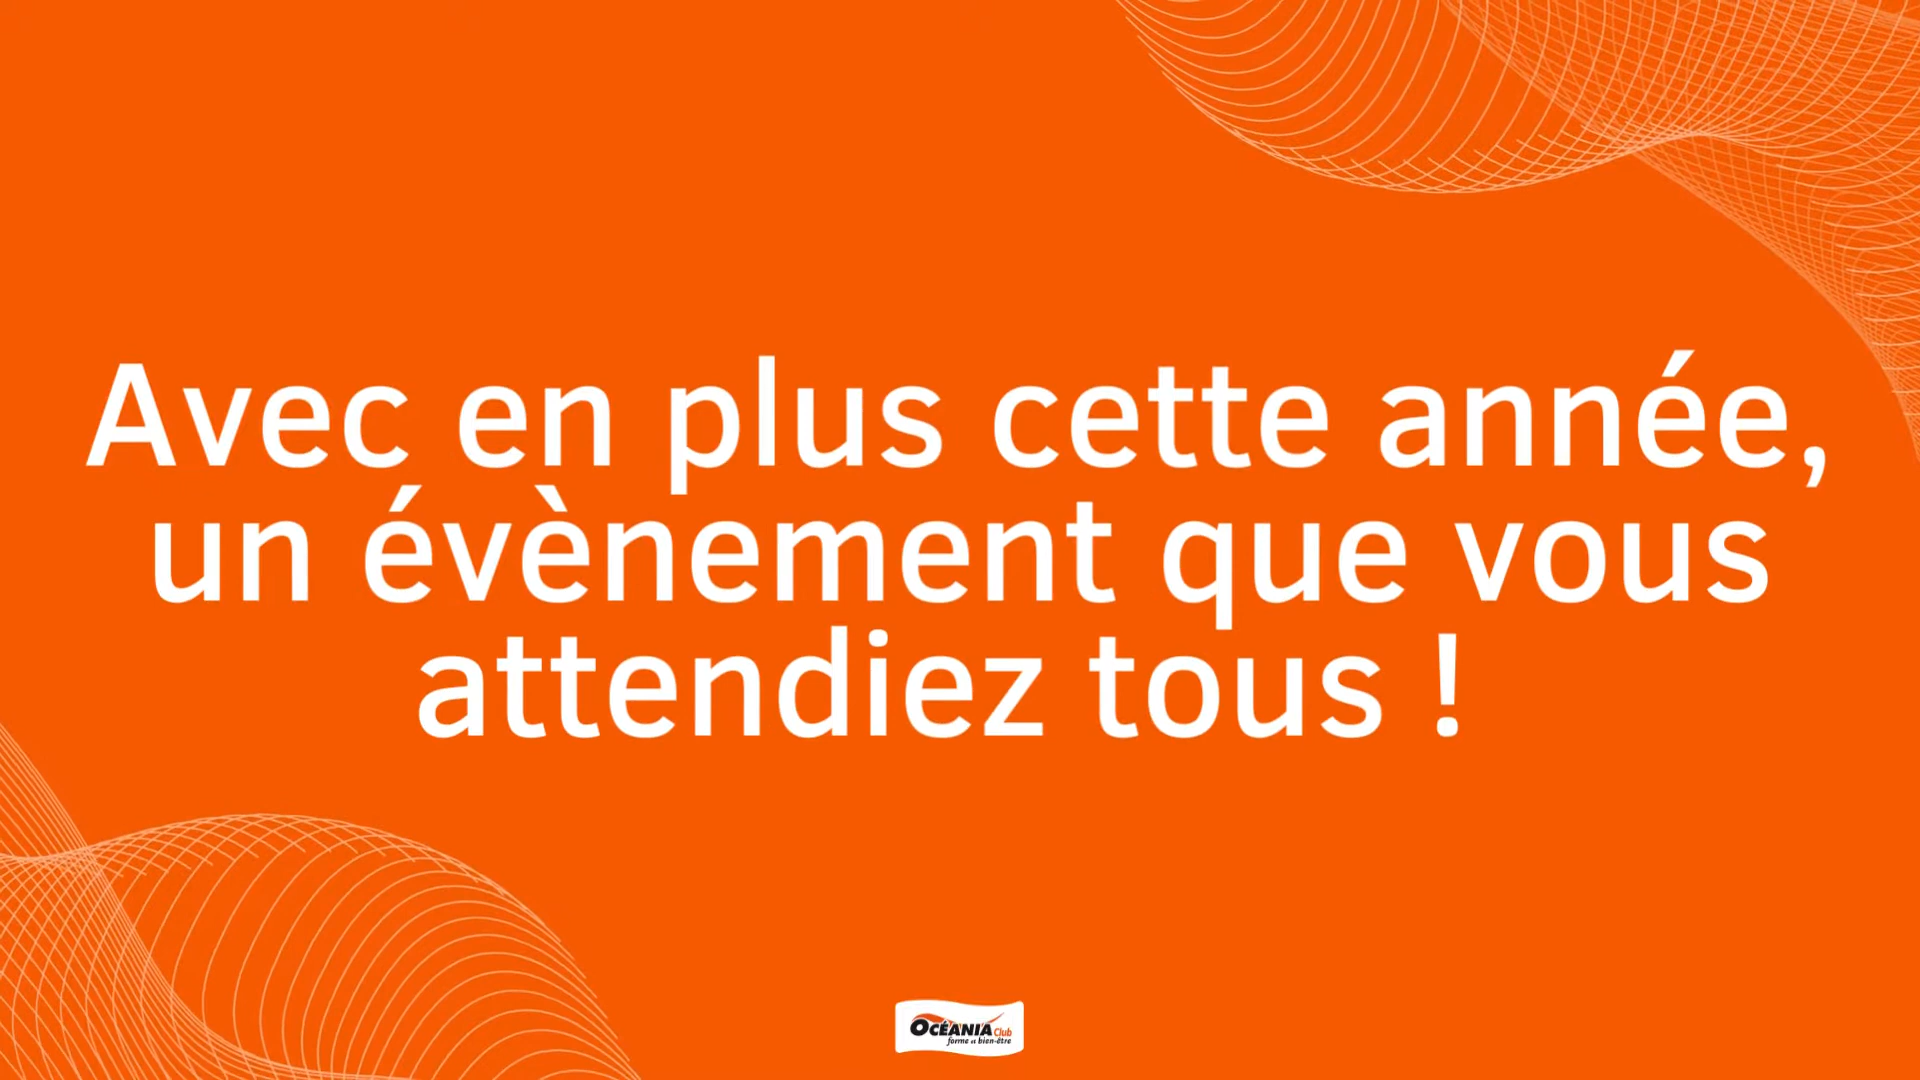 Avec en plus cette année,
un évènement que vous
attendiez tous !
OCÉANIA Club
forme et bien-être